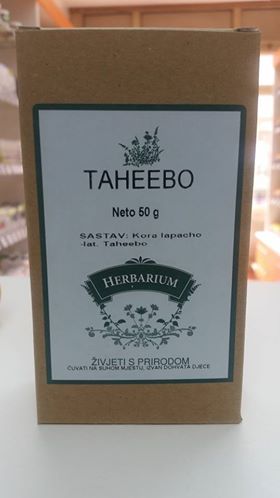 TAHEEBO
Neto 50 g
SASTAV: Kora lapacho
-lat. Taheebo
HERBARIUM
ŽIVJETI S PRIRODOM
ČUVATI NA SUHOM MJESTU, IZVAN DOHVATA DJECE